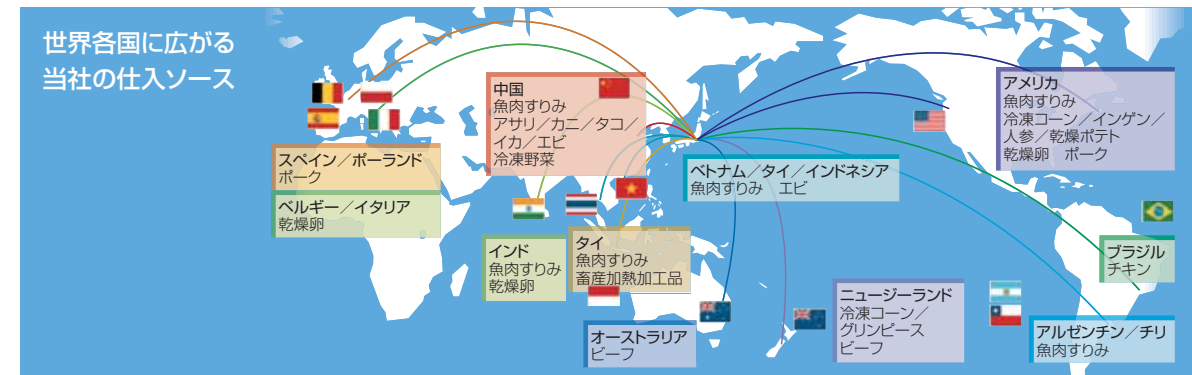 世界各国に広がる
当社の仕入ソース
スペイン／ポーランド
ポーク
ベルギー／イタリア
乾燥卵
中国
魚肉すりみ
アサリ／カニ／タコ／
イカ／エビ
冷凍野菜
インド
魚肉すりみ
乾燥卵
タイ
魚肉すりみ
畜産加熱加工品
ベトナム／タイ／インドネシア
魚肉すりみ　エビ
オーストラリア
ビーフ
ニュージーランド
冷凍コーン／
グリンピース
ビーフ
アメリカ
魚肉すりみ
冷凍コーン／インゲン／
人参／乾燥ポテト
乾燥卵　ポーク
ブラジル
チキン
アルゼンチン／チリ
魚肉すりみ